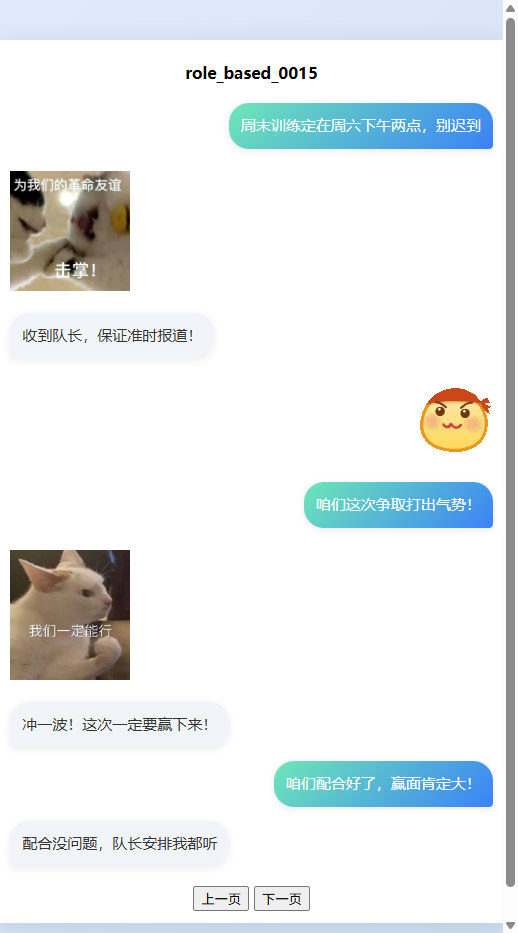 role_based_0015
周末训练定在周六下午两点，别迟到
为我们的革命友谊
击掌！
收到队长，保证准时报道！
咱们这次争取打出气势！
我们一定能行
冲一波！这次一定要赢下来！
咱们配合好了，赢面肯定大！
配合没问题，队长安排我都听
上一页 下一页